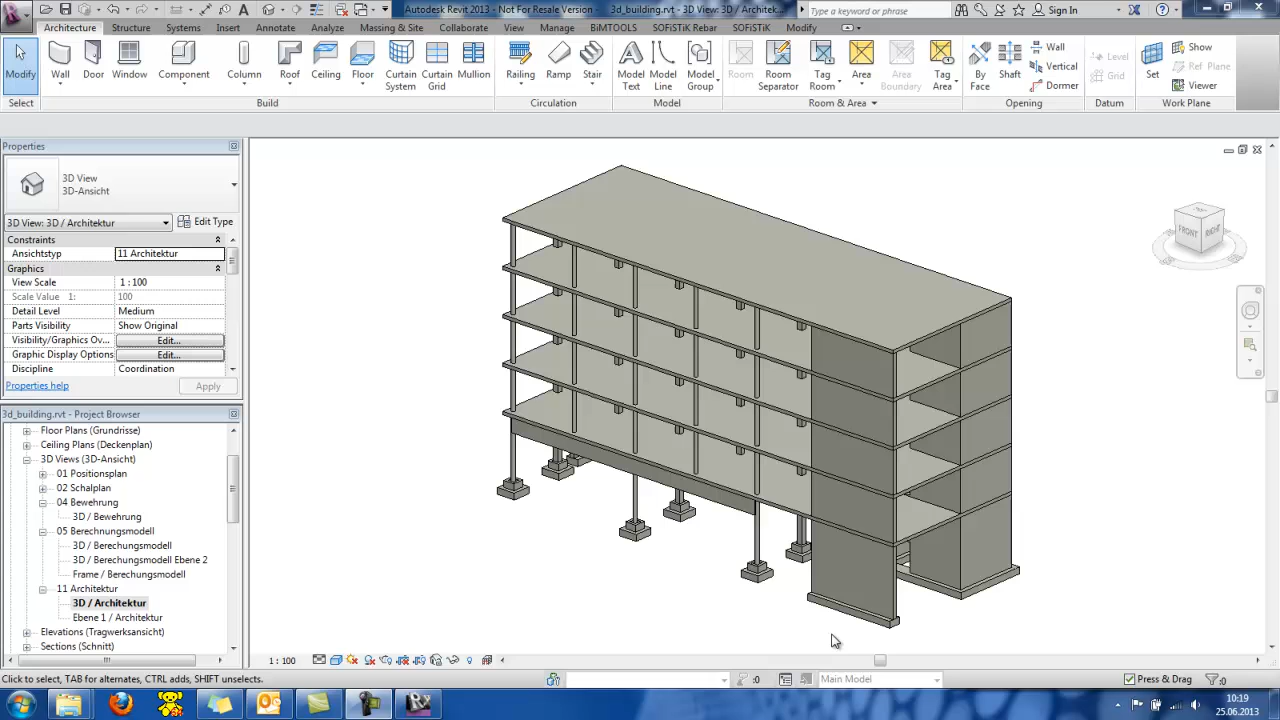 Autodesk Revit 2013 - Not For Resale Version - 3d_building.rvt - 3D View: 3D / Architekt...
Type a keyword or phrase
Sign In
Architecture Structure Systems Insert Annotate Analyze Massing & Site Collaborate View Manage BiMTOOLS SOFiSTiK Rebar SOFiSTiK Modify
Modify Wall Door Window Component Column Roof Ceiling Floor Curtain System Curtain Grid Mullion Railing Ramp Stair Model Text Model Line Model Group Room Room Separator Tag Room Area Area Boundary Tag Area By Face Shaft Wall Vertical Dormer Level Grid Set Show Ref Plane Viewer
Select Build Circulation Model Room & Area Opening Datum Work Plane
Properties
3D View
3D-Ansicht
3D View: 3D / Architektur Edit Type
Constraints
Ansichtstyp 11 Architektur
Graphics
View Scale 1 : 100
Scale Value 1: 100
Detail Level Medium
Parts Visibility Show Original
Visibility/Graphics Ov... Edit...
Graphic Display Options Edit...
Discipline Coordination
Properties help Apply
3d_building.rvt - Project Browser
Floor Plans (Grundrisse)
Ceiling Plans (Deckenplan)
3D Views (3D-Ansicht)
01 Positionsplan
02 Schalplan
04 Bewehrung
3D / Bewehrung
05 Berechnungsmodell
3D / Berechungsmodell
3D / Berechungsmodell Ebene 2
Frame / Berechungsmodell
11 Architektur
3D / Architektur
Ebene 1 / Architektur
Elevations (Tragwerksansicht)
Sections (Schnitt)
FRONT RIGHT
1 : 100
Click to select, TAB for alternates, CTRL adds, SHIFT unselects.
:0 Main Model Press & Drag :0
10:19
25.06.2013